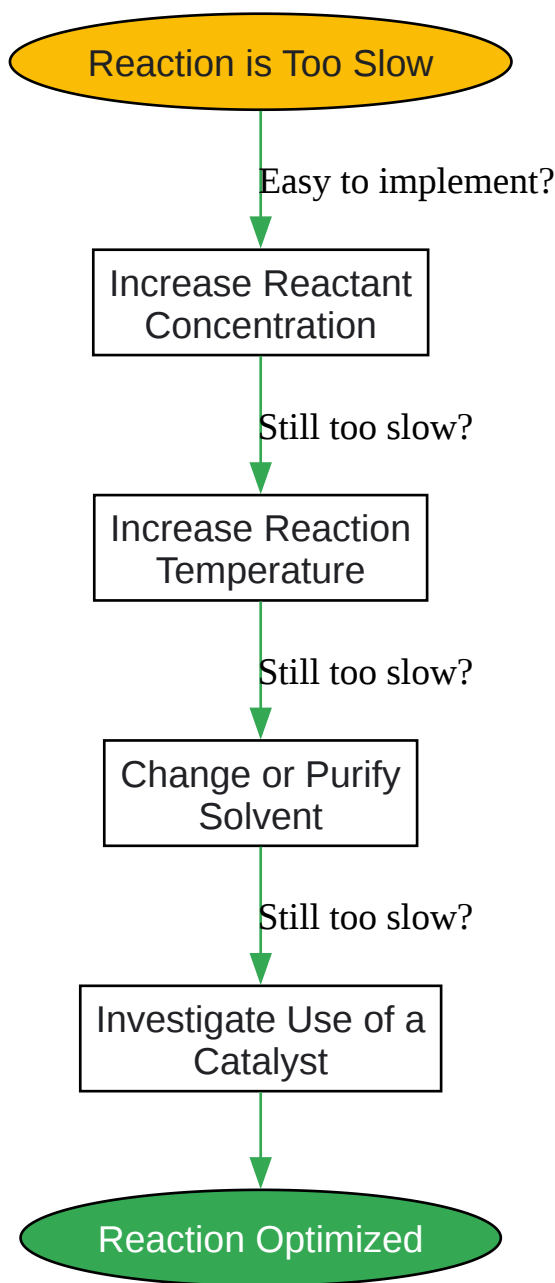 Reaction is Too Slow
Easy to implement?
Increase Reactant
Concentration
Still too slow?
Increase Reaction
Temperature
Still too slow?
Change or Purify
Solvent
Still too slow?
Investigate Use of a
Catalyst
Reaction Optimized